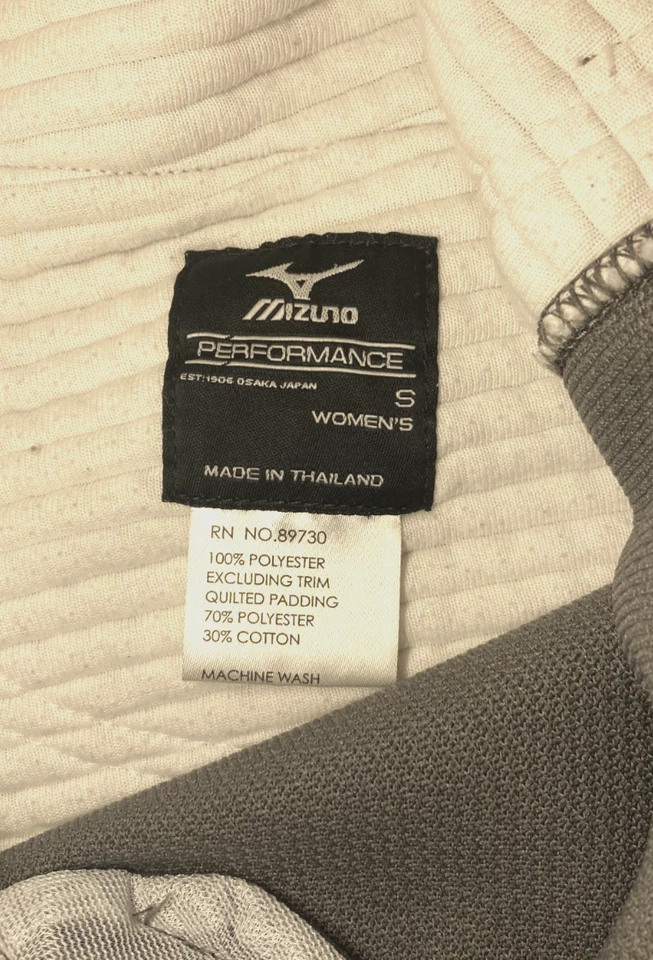 MIZUNO
PERFORMANCE
EST:1906 OSAKA JAPAN
S
WOMEN'S
MADE IN THAILAND
RN NO.89730
100% POLYESTER
EXCLUDING TRIM
QUILTED PADDING
70% POLYESTER
30% COTTON
MACHINE WASH